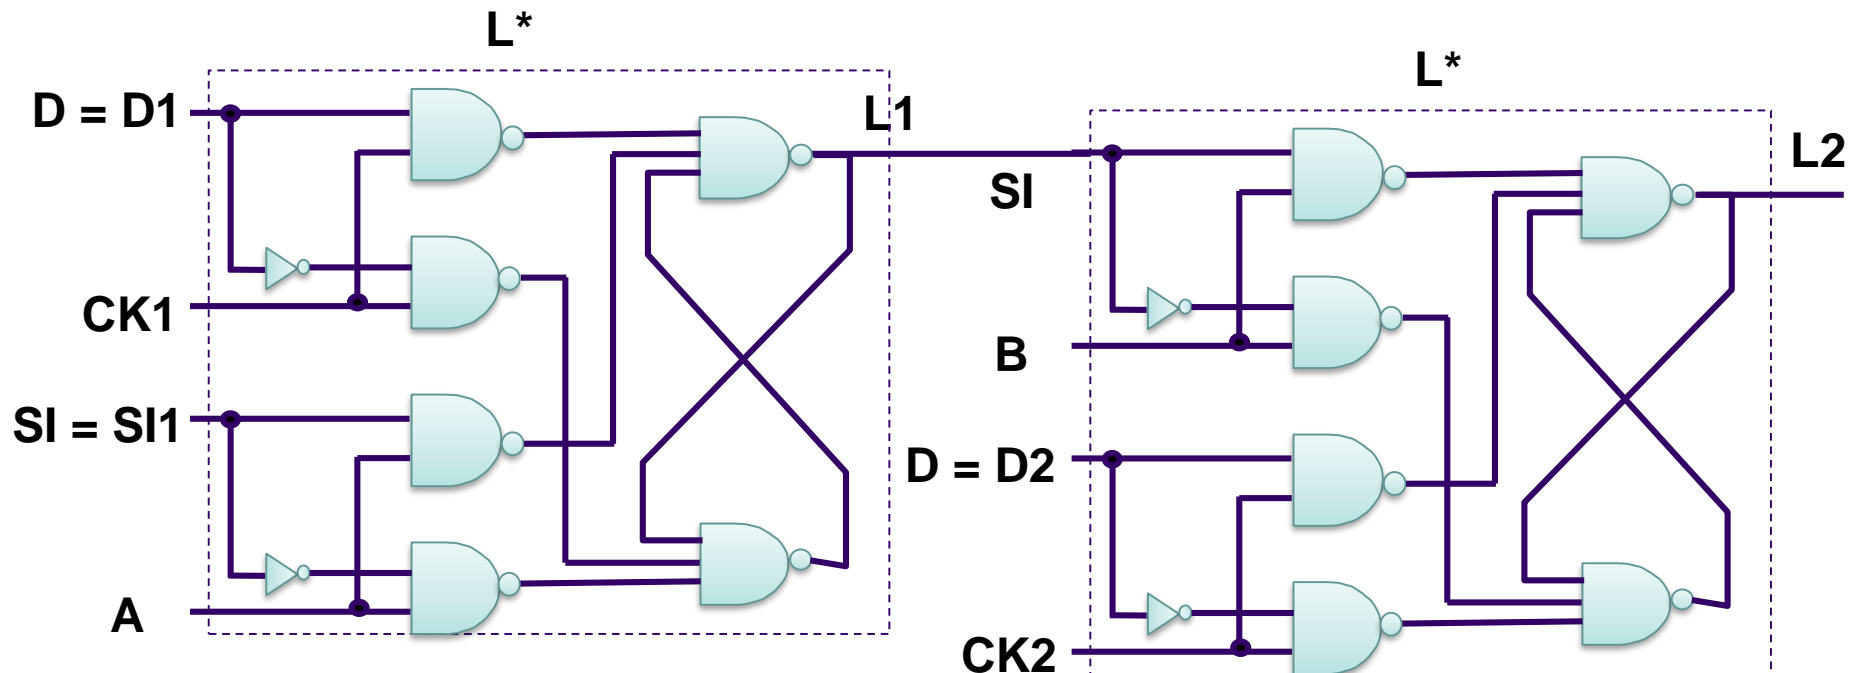 L*
L*
D = D1
L1
L2
SI
CK1
B
SI = SI1
D = D2
A
CK2